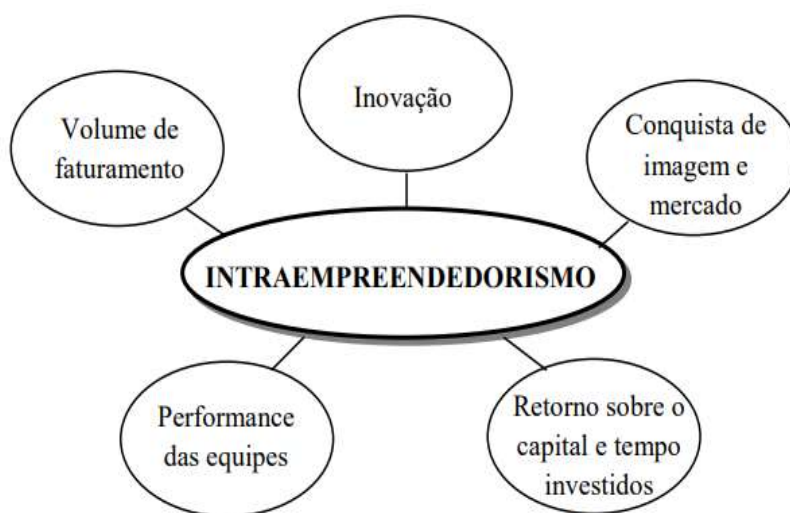 Inovação
Volume de
faturamento
Conquista de
imagem e
mercado
INTRAEMPREENDEDORISMO
Performance
das equipes
Retorno sobre o
capital e tempo
investidos